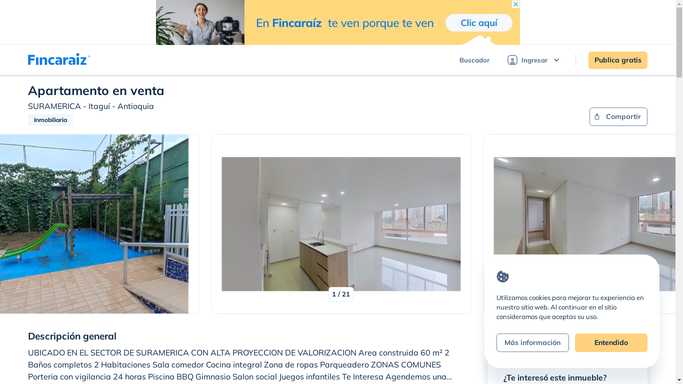 En Fincaraíz te ven porque te ven
Clic aquí
Fincaraíz
Buscador
Ingresar
Publica gratis
Apartamento en venta
SURAMERICA - Itaguí - Antioquia
Inmobiliaria
Compartir
1 / 21
Utilizamos cookies para mejorar tu experiencia en
nuestro sitio web. Al continuar en el sitio
consideramos que aceptas su uso.
Más información
Entendido
Descripción general
UBICADO EN EL SECTOR DE SURAMERICA CON ALTA PROYECCION DE VALORIZACION Area construida 60 m² 2
Baños completos 2 Habitaciones Sala comedor Cocina integral Zona de ropas Parqueadero ZONAS COMUNES
Porteria con vigilancia 24 horas Piscina BBQ Gimnasio Salon social Juegos infantiles Te Interesa Agendemos una...
¿Te interesó este inmueble?